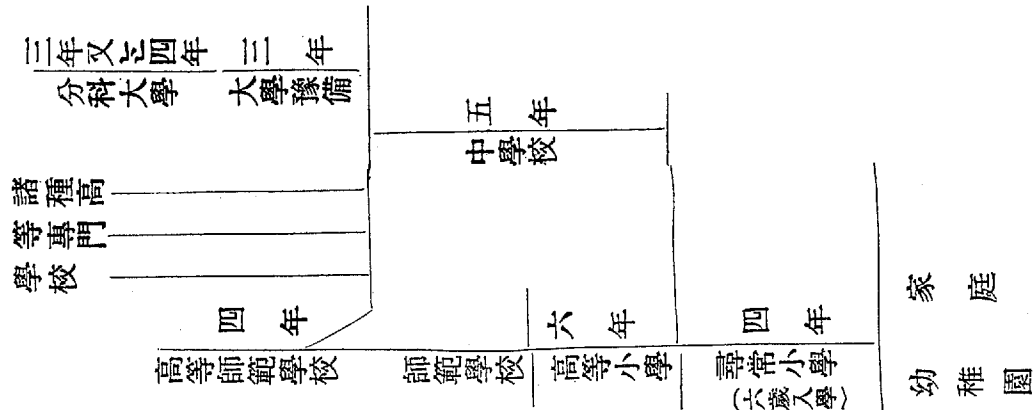 三年又は四年
分科大學
三年
大學豫備
五年
中學校
諸種高
等專門
學校
四年
高等師範學校
師範學校
六年
高等小學
四年
尋常小學
(六歲入學)
家庭
幼稚園